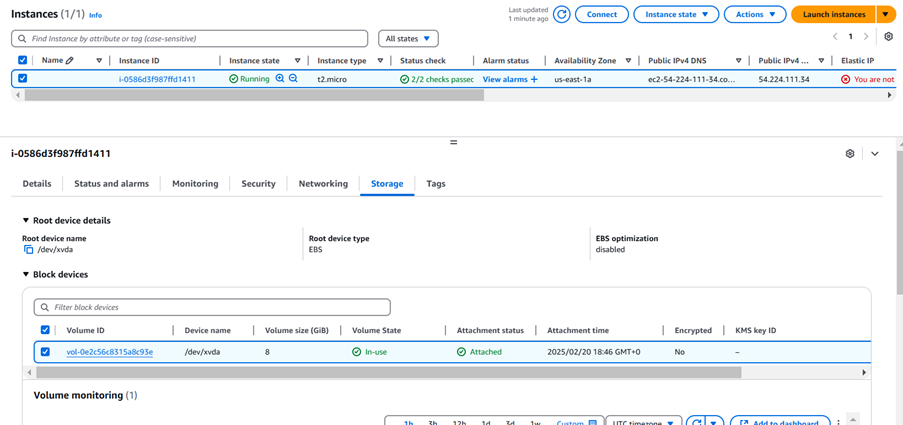 Instances (1/1) Info
Last updated
1 minute ago
Connect
Instance state
Actions
Launch instances
Find Instance by attribute or tag (case-sensitive)
All states
1
Name
Instance ID
Instance state
Instance type
Status check
Alarm status
Availability Zone
Public IPv4 DNS
Public IPv4 ...
Elastic IP
i-0586d3f987ffd1411
Running
t2.micro
2/2 checks passec
View alarms +
us-east-1a
ec2-54-224-111-34.co...
54.224.111.34
You are not
i-0586d3f987ffd1411
Details
Status and alarms
Monitoring
Security
Networking
Storage
Tags
Root device details
Root device name
Root device type
EBS optimization
/dev/xvda
EBS
disabled
Block devices
Filter block devices
Volume ID
Device name
Volume size (GiB)
Volume State
Attachment status
Attachment time
Encrypted
KMS key ID
vol-0e2c56c8315a8c93e
/dev/xvda
8
In-use
Attached
2025/02/20 18:46 GMT+0
No
–
Volume monitoring (1)
1h
3h
12h
1d
3d
1w
Custom
UTC timezone
Add to dashboard